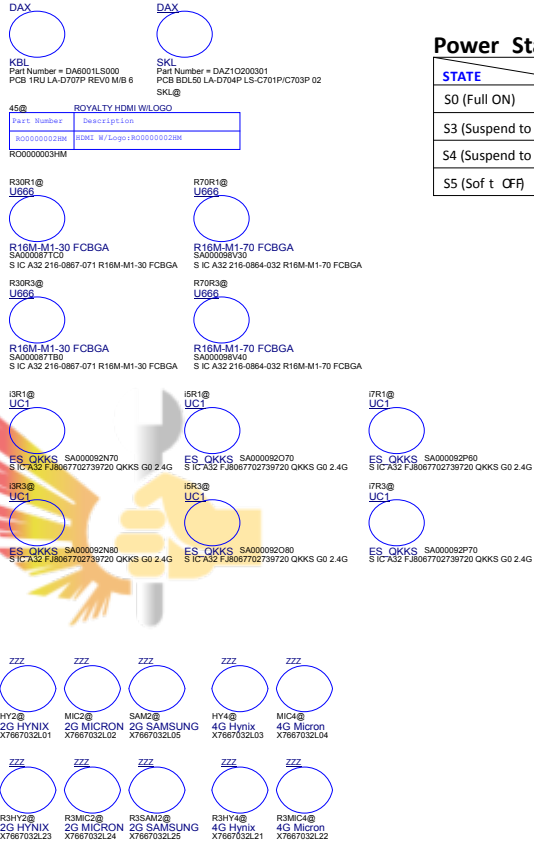 DAX DAX
KBL SKL
Part Number = DA6001LS000 Part Number = DAZ1O200301
PCB 1RU LA-D707P REV0 M/B 6 PCB BDL50 LA-D704P LS-C701P/C703P 02
SKL@
Power Sta
STATE
S0 (Full ON)
S3 (Suspend to
S4 (Suspend to
S5 (Sof t OFF)
45@ ROYALTY HDMI W/LOGO
Part Number Description
RO0000002HM HDMI W/Logo:RO0000002HM
RO0000003HM
R30R1@ R70R1@
U666 U666
R16M-M1-30 FCBGA R16M-M1-70 FCBGA
SA000087TC0 SA000098V30
S IC A32 216-0867-071 R16M-M1-30 FCBGA S IC A32 216-0864-032 R16M-M1-70 FCBGA
R30R3@ R70R3@
U666 U666
R16M-M1-30 FCBGA R16M-M1-70 FCBGA
SA000087TB0 SA000098V40
S IC A32 216-0867-071 R16M-M1-30 FCBGA S IC A32 216-0864-032 R16M-M1-70 FCBGA
i3R1@ i5R1@ i7R1@
UC1 UC1 UC1
ES_QKKS SA000092N70 ES_QKKS SA000092O70 ES_QKKS SA000092P60
S IC A32 FJ8067702739720 QKKS G0 2.4G S IC A32 FJ8067702739720 QKKS G0 2.4G S IC A32 FJ8067702739720 QKKS G0 2.4G
i3R3@ i5R3@ i7R3@
UC1 UC1 UC1
ES_QKKS SA000092N80 ES_QKKS SA000092O80 ES_QKKS SA000092P70
S IC A32 FJ8067702739720 QKKS G0 2.4G S IC A32 FJ8067702739720 QKKS G0 2.4G S IC A32 FJ8067702739720 QKKS G0 2.4G
ZZZ ZZZ ZZZ ZZZ ZZZ
HY2@ MIC2@ SAM2@ HY4@ MIC4@
2G HYNIX 2G MICRON 2G SAMSUNG 4G Hynix 4G Micron
X7667032L01 X7667032L02 X7667032L05 X7667032L03 X7667032L04
ZZZ ZZZ ZZZ ZZZ ZZZ
R3HY2@ R3MIC2@ R3SAM2@ R3HY4@ R3MIC4@
2G HYNIX 2G MICRON 2G SAMSUNG 4G Hynix 4G Micron
X7667032L23 X7667032L24 X7667032L25 X7667032L21 X7667032L22